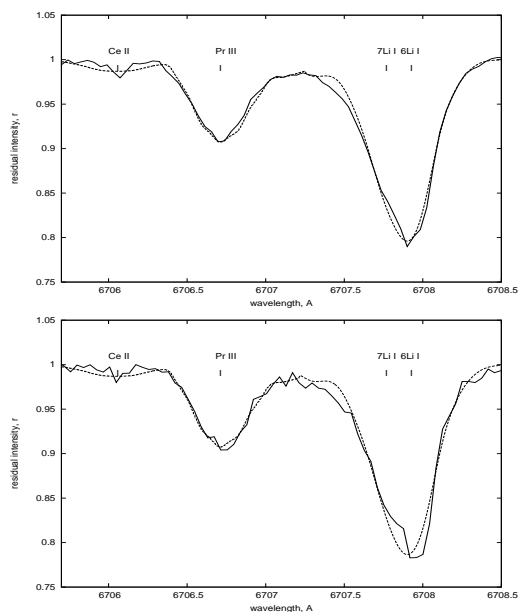 1.05
Ce II
Pr III
7Li I 6Li I
1
0.95
0.9
0.85
0.8
0.75
residual intensity, r
6706
6706.5
6707
6707.5
6708
6708.5
wavelength, A
1.05
Ce II
Pr III
7Li I 6Li I
1
0.95
0.9
0.85
0.8
0.75
residual intensity, r
6706
6706.5
6707
6707.5
6708
6708.5
wavelength, A